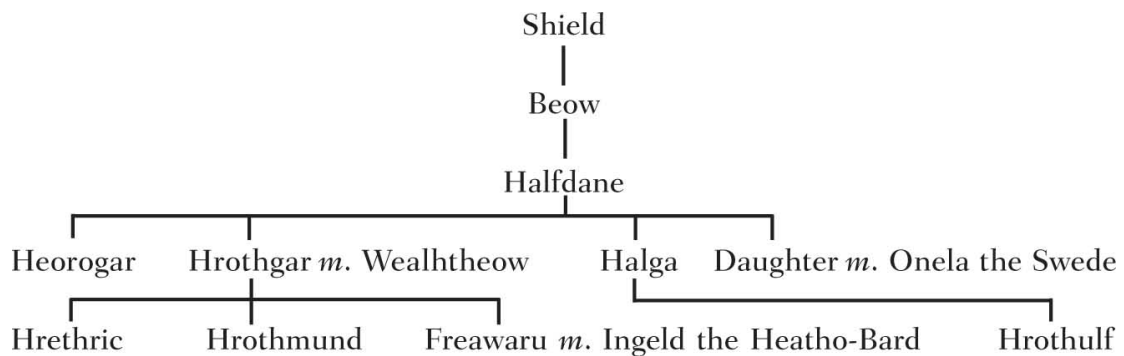 Shield
Beow
Halfdane
Heorogar Hrothgar m. Wealhtheow Halga Daughter m. Onela the Swede
Hrethric Hrothmund Freawaru m. Ingeld the Heatho-Bard Hrothulf